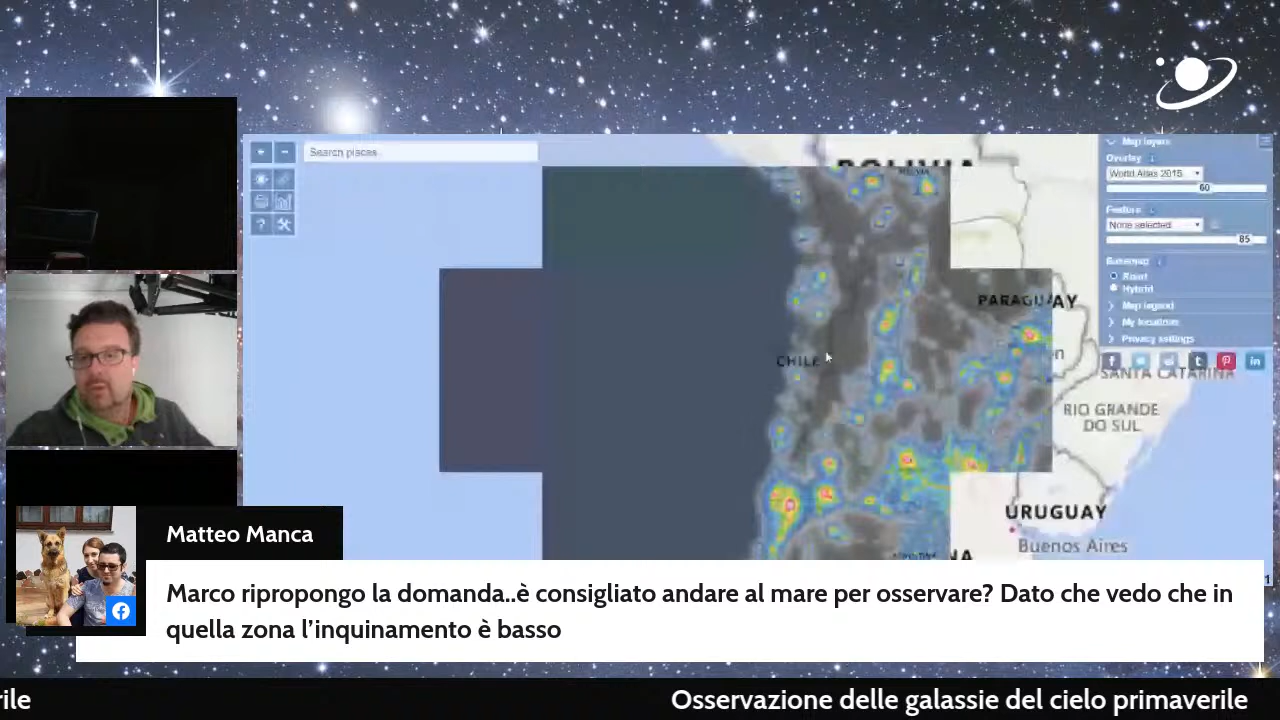 + -
Search places
Map layers
Overlay
World Atlas 2015
60
Feature
None selected
85
Basemap
Road
Hybrid
Map legend
My locations
Privacy settings
BOLIVIA
PARAGUAY
CHILE
SANTA CATARINA
RIO GRANDE
DO SUL
URUGUAY
Buenos Aires
Matteo Manca
Marco ripropongo la domanda..è consigliato andare al mare per osservare? Dato che vedo che in
quella zona l'inquinamento è basso
rile
Osservazione delle galassie del cielo primaverile